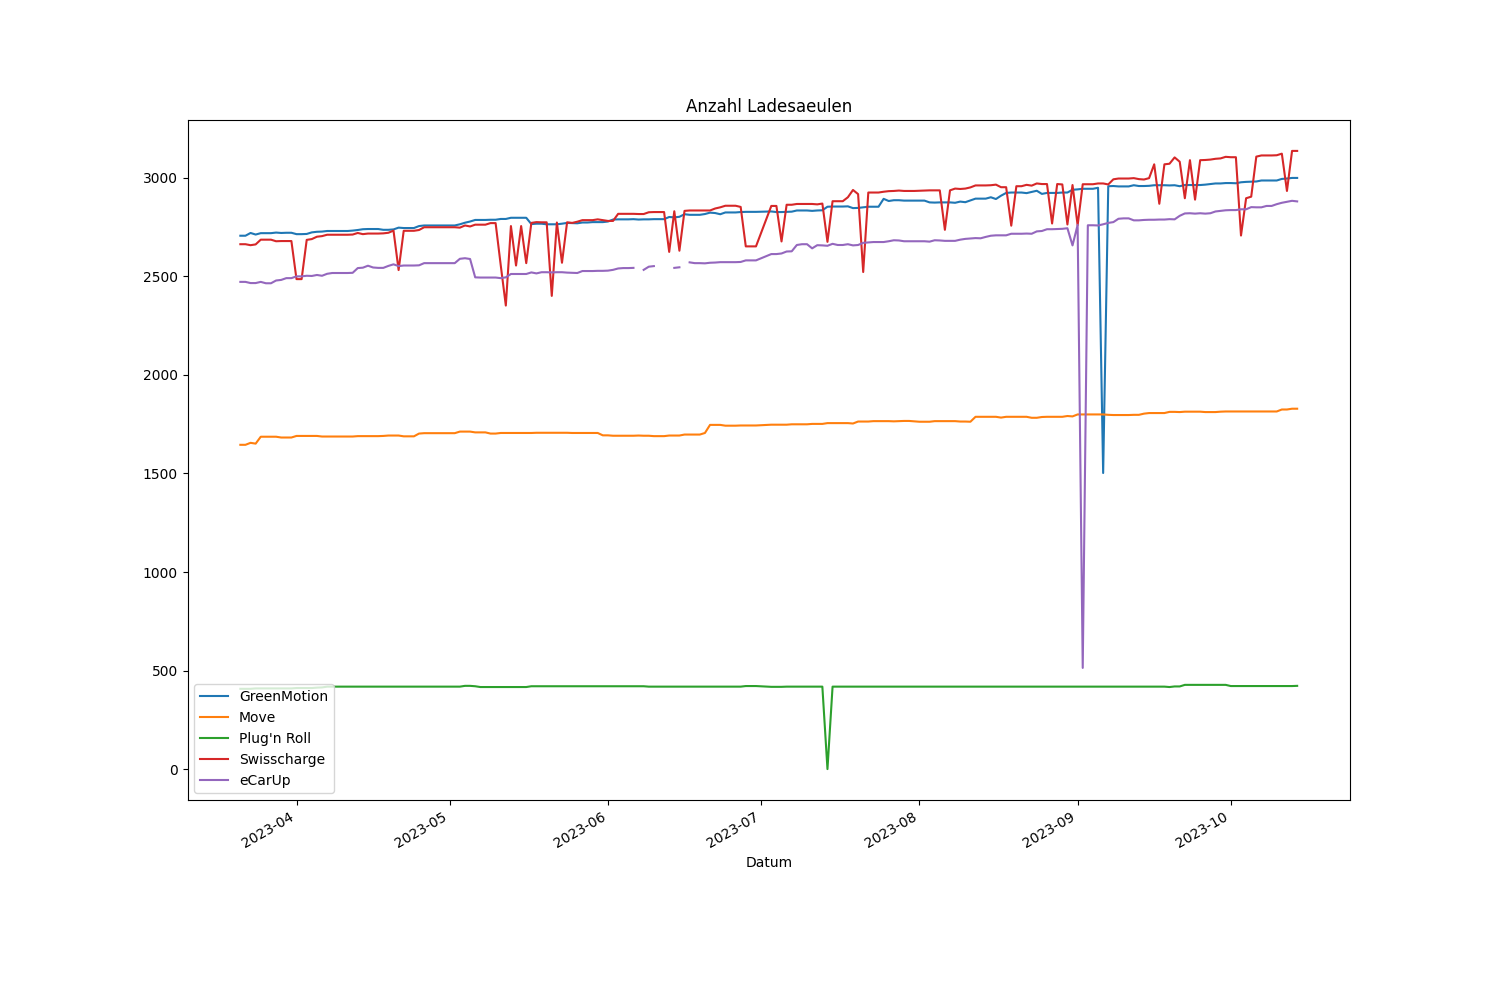 Anzahl Ladesaeulen
3000
2500
2000
1500
1000
500
0
GreenMotion
Move
Plug'n Roll
Swisscharge
eCarUp
2023-04
2023-05
2023-06
2023-07
2023-08
2023-09
2023-10
Datum